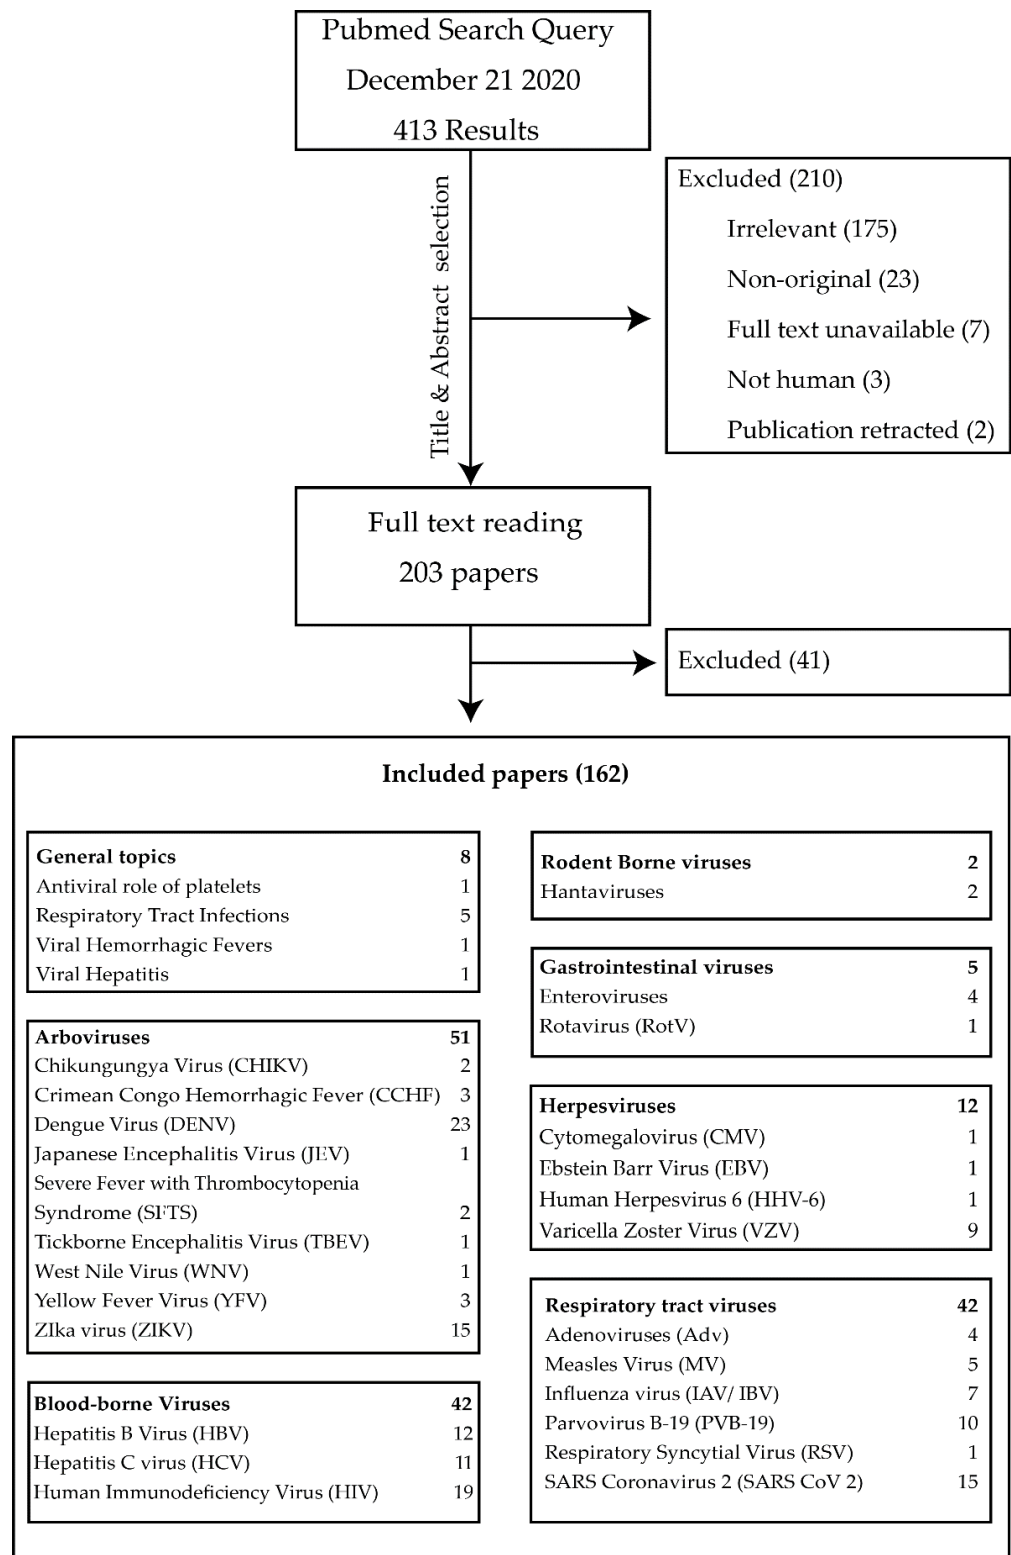 Pubmed Search Query
December 21 2020
413 Results
Title & Abstract selection
Excluded (210)
Irrelevant (175)
Non-original (23)
Full text unavailable (7)
Not human (3)
Publication retracted (2)
Full text reading
203 papers
Excluded (41)
Included papers (162)
General topics 8
Antiviral role of platelets 1
Respiratory Tract Infections 5
Viral Hemorrhagic Fevers 1
Viral Hepatitis 1
Arboviruses 51
Chikungungya Virus (CHIKV) 2
Crimean Congo Hemorrhagic Fever (CCHF) 3
Dengue Virus (DENV) 23
Japanese Encephalitis Virus (JEV) 1
Severe Fever with Thrombocytopenia
Syndrome (SFTS) 2
Tickborne Encephalitis Virus (TBEV) 1
West Nile Virus (WNV) 1
Yellow Fever Virus (YFV) 3
ZIka virus (ZIKV) 15
Blood-borne Viruses 42
Hepatitis B Virus (HBV) 12
Hepatitis C virus (HCV) 11
Human Immunodeficiency Virus (HIV) 19
Rodent Borne viruses 2
Hantaviruses 2
Gastrointestinal viruses 5
Enteroviruses 4
Rotavirus (RotV) 1
Herpesviruses 12
Cytomegalovirus (CMV) 1
Ebstein Barr Virus (EBV) 1
Human Herpesvirus 6 (HHV-6) 1
Varicella Zoster Virus (VZV) 9
Respiratory tract viruses 42
Adenoviruses (Adv) 4
Measles Virus (MV) 5
Influenza virus (IAV/ IBV) 7
Parvovirus B-19 (PVB-19) 10
Respiratory Syncytial Virus (RSV) 1
SARS Coronavirus 2 (SARS CoV 2) 15